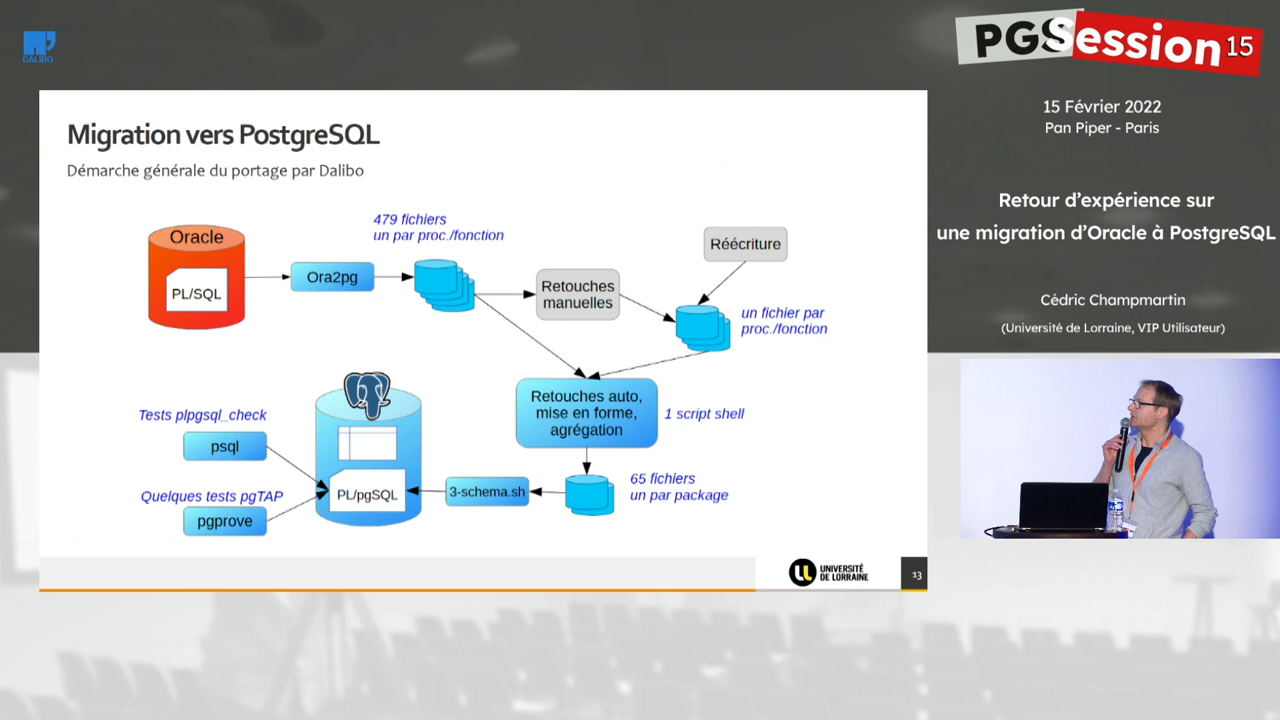 DALIBO
PGSession 15
15 Février 2022
Pan Piper - Paris
Retour d'expérience sur
une migration d'Oracle à PostgreSQL
Cédric Champmartin
(Université de Lorraine, VIP Utilisateur)
Migration vers PostgreSQL
Démarche générale du portage par Dalibo
Oracle
PL/SQL
Ora2pg
479 fichiers
un par proc./fonction
Retouches
manuelles
Réécriture
un fichier par
proc./fonction
Retouches auto,
mise en forme,
agrégation
1 script shell
65 fichiers
un par package
3-schema.sh
PL/pgSQL
Tests plpgsql_check
psql
Quelques tests pgTAP
pgprove
UNIVERSITÉ
DE LORRAINE
13